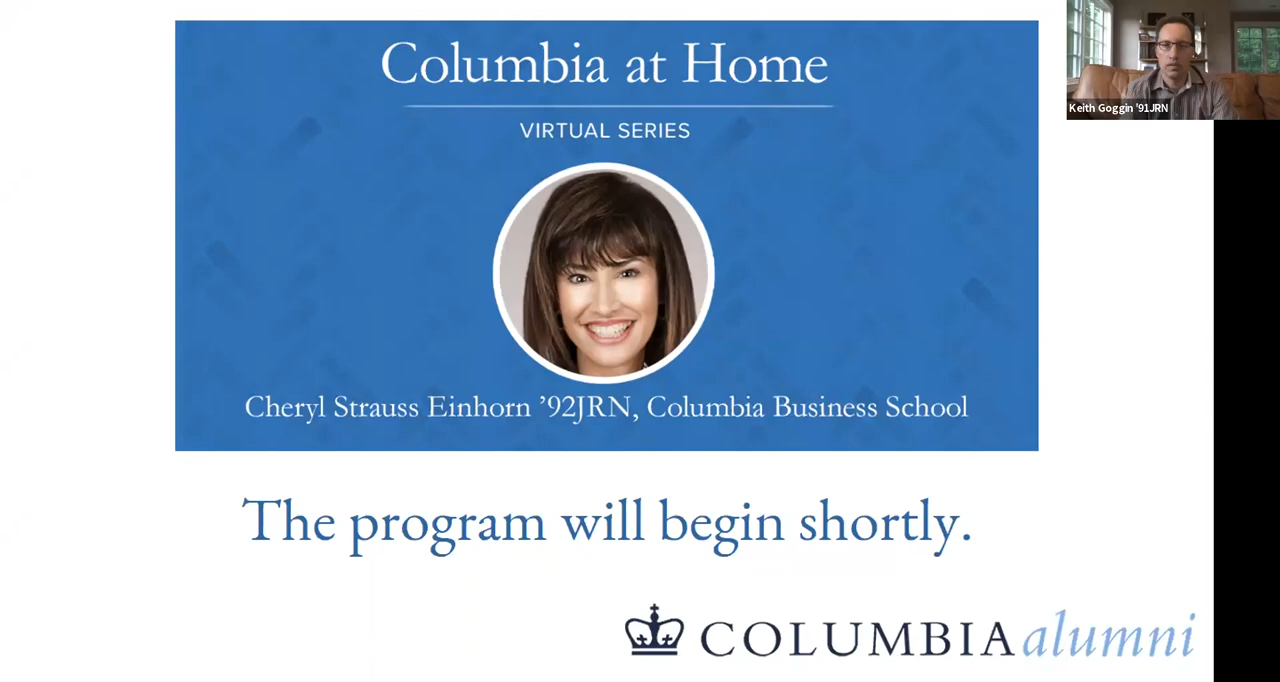 Columbia at Home
VIRTUAL SERIES
Cheryl Strauss Einhorn ’92JRN, Columbia Business School
The program will begin shortly.
COLUMBIA alumni
Keith Goggin '91JRN